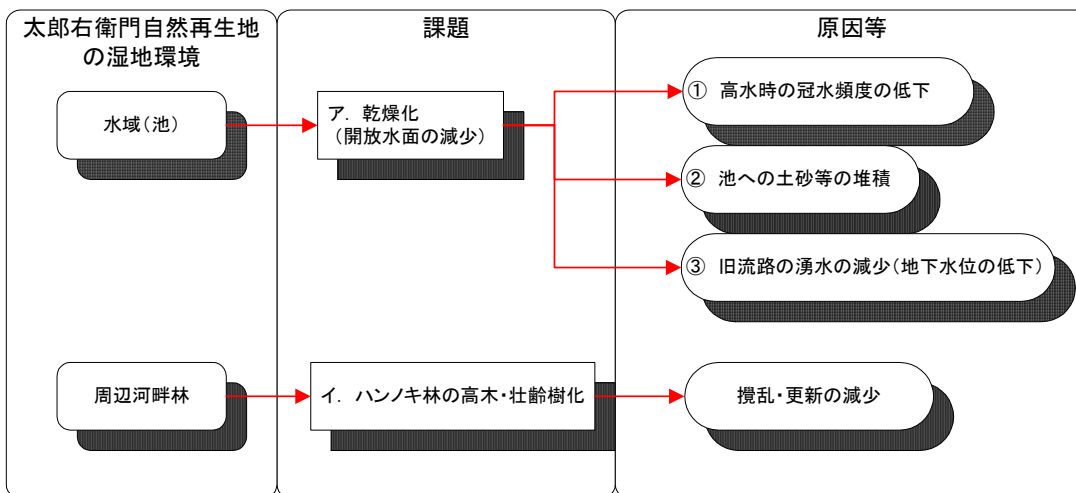 太郎右衛門自然再生地
の湿地環境
課題
原因等
水域(池)
ア. 乾燥化
(開放水面の減少)
① 高水時の冠水頻度の低下
② 池への土砂等の堆積
③ 旧流路の湧水の減少(地下水位の低下)
周辺河畔林
イ. ハンノキ林の高木・壮齢樹化
攪乱・更新の減少